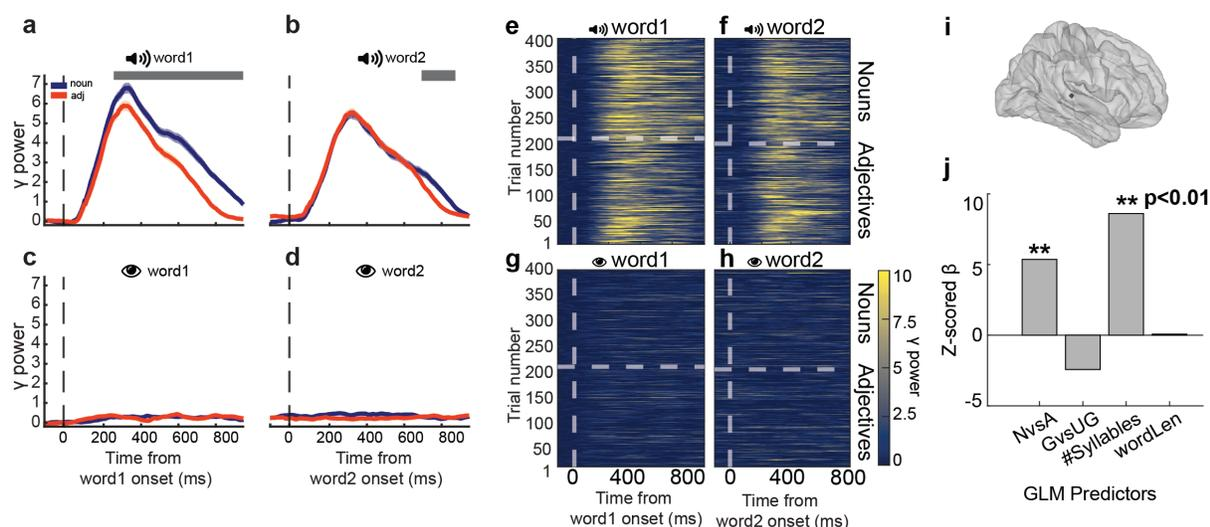 a
word1
7
6
5
4
3
2
1
0
γ power
noun
adj
b
word2
c
word1
7
6
5
4
3
2
1
0
γ power
0 200 400 600 800
Time from
word1 onset (ms)
d
word2
0 200 400 600 800
Time from
word2 onset (ms)
e
word1
400
350
300
250
200
150
100
50
1
Trial number
f
word2
Nouns
Adjectives
g
word1
400
350
300
250
200
150
100
50
1
Trial number
0 400 800
Time from
word1 onset (ms)
h
word2
Nouns
Adjectives
0 400 800
Time from
word2 onset (ms)
10
7.5
5
2.5
0
γ power
i
j
** p<0.01
**
10
5
0
−5
Z-scored β
NvsA
GvsUG
#Syllables
wordLen
GLM Predictors